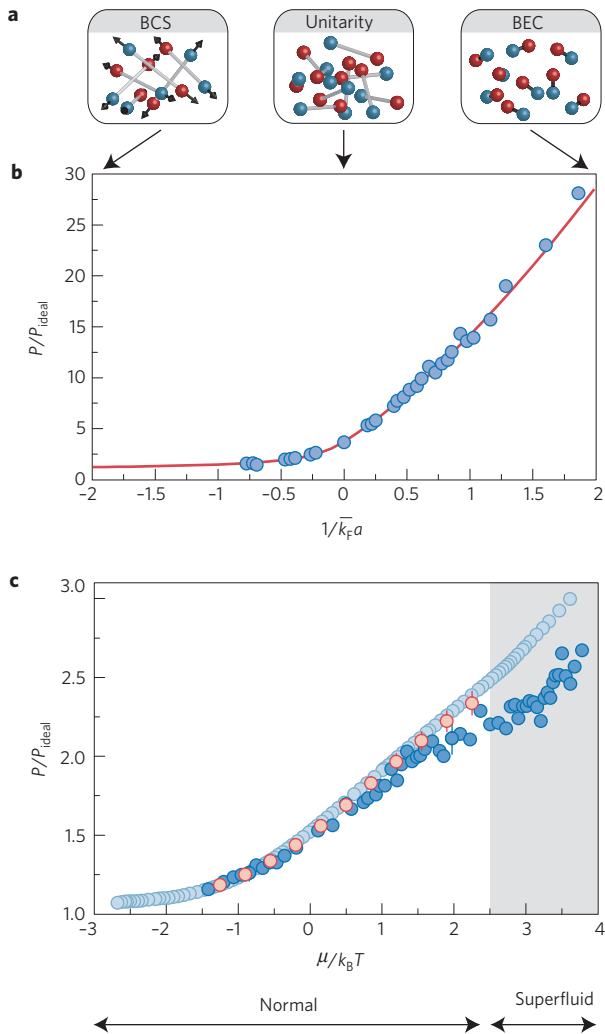 a
BCS
Unitarity
BEC
b
30
25
20
15
10
5
0
P/P_ideal
-2
-1.5
-1
-0.5
0
0.5
1
1.5
2
1/k̅_F a
c
3.0
2.5
2.0
1.5
1.0
P/P_ideal
-3
-2
-1
0
1
2
3
4
μ/k_B T
Normal
Superfluid